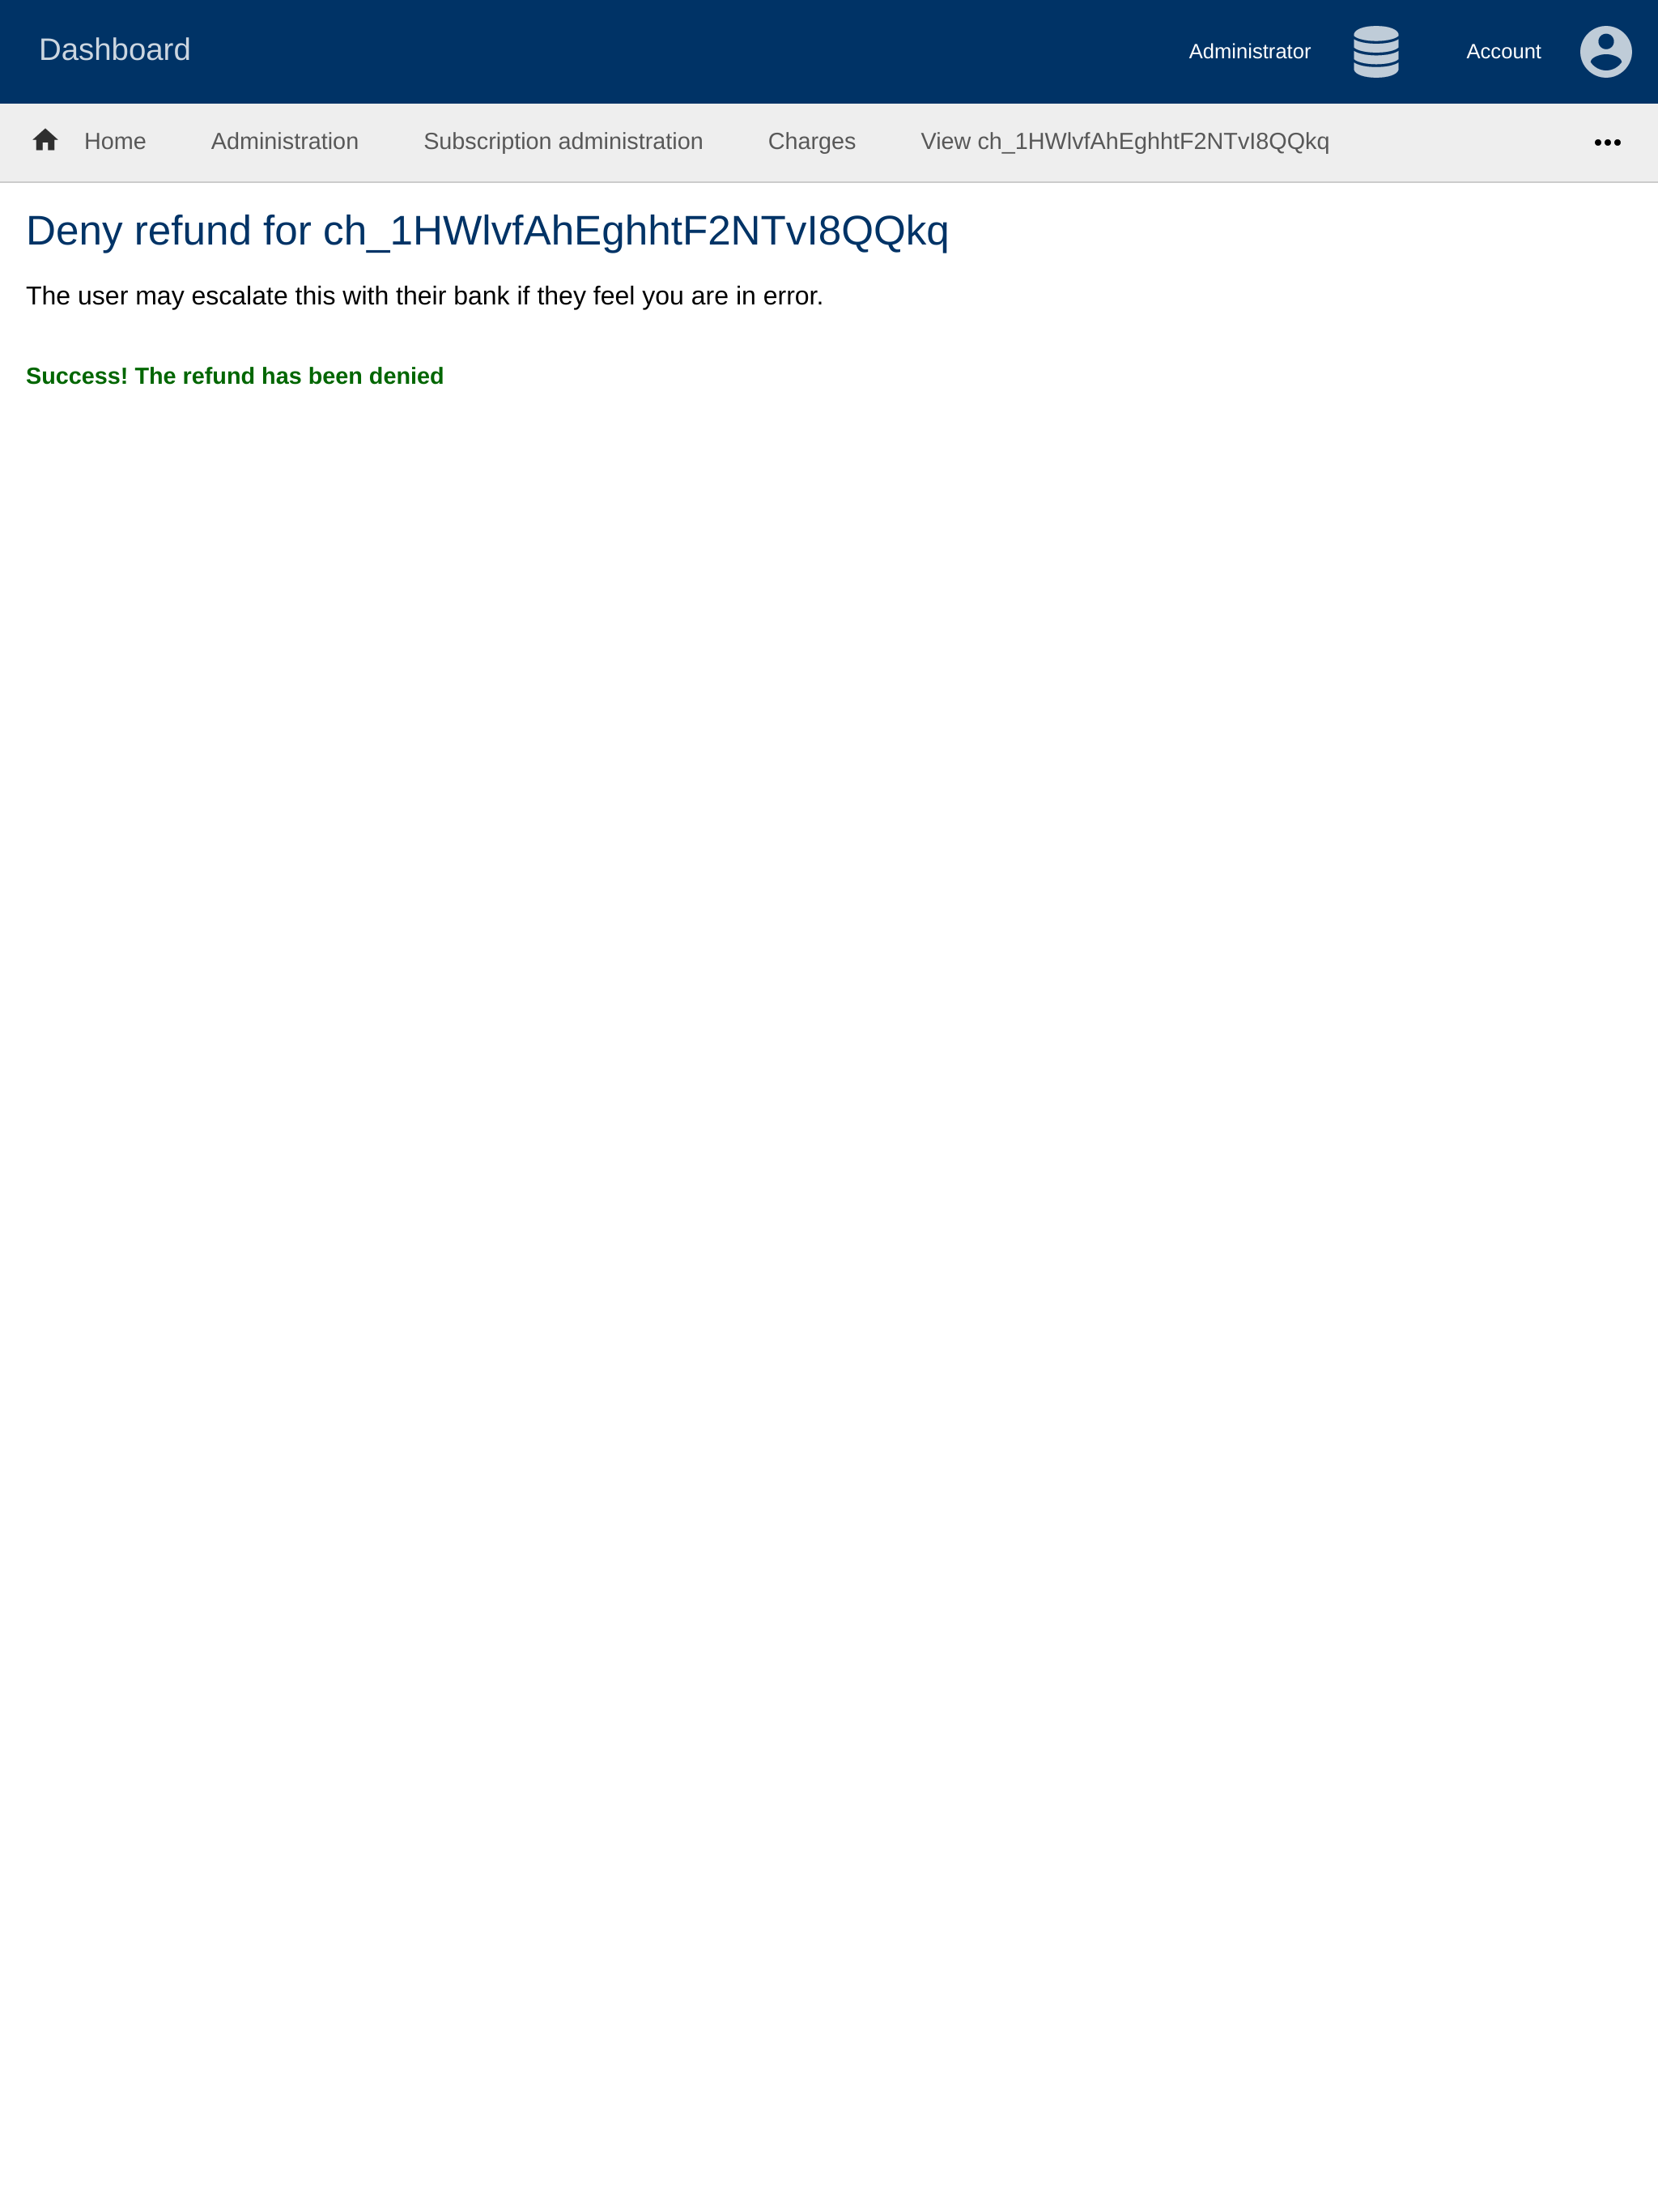 Dashboard
Administrator
Account
Home
Administration
Subscription administration
Charges
View ch_1HWlvfAhEghhtF2NTvI8QQkq
Deny refund for ch_1HWlvfAhEghhtF2NTvI8QQkq
The user may escalate this with their bank if they feel you are in error.
Success! The refund has been denied